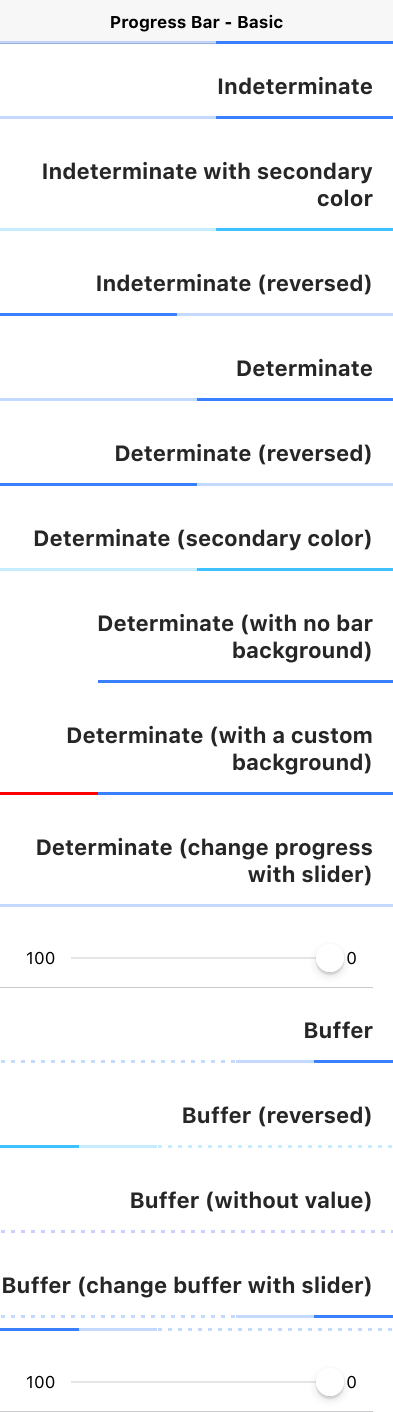 Progress Bar - Basic
Indeterminate
Indeterminate with secondary
color
Indeterminate (reversed)
Determinate
Determinate (reversed)
Determinate (secondary color)
Determinate (with no bar
background)
Determinate (with a custom
background)
Determinate (change progress
with slider)
100 0
Buffer
Buffer (reversed)
Buffer (without value)
Buffer (change buffer with slider)
100 0